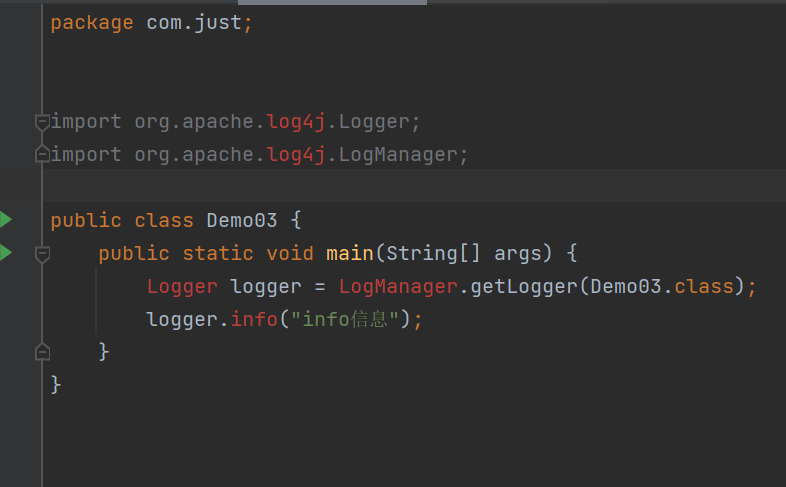 package com.just;
import org.apache.log4j.Logger;
import org.apache.log4j.LogManager;
public class Demo03 {
public static void main(String[] args) {
Logger logger = LogManager.getLogger(Demo03.class);
logger.info("info信息");
}
}